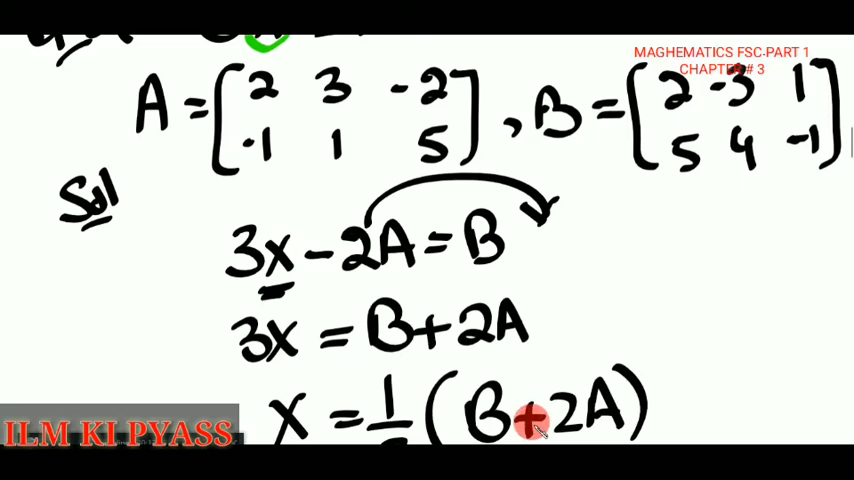 MAGHEMATICS FSC-PART 1
CHAPTER # 3
A = [2 3 -2
-1 1 5], B = [2 -3 1
5 4 -1]
Sol
3x - 2A = B
3x = B + 2A
X = 1/ (B + 2A)
ILM KI PYASS